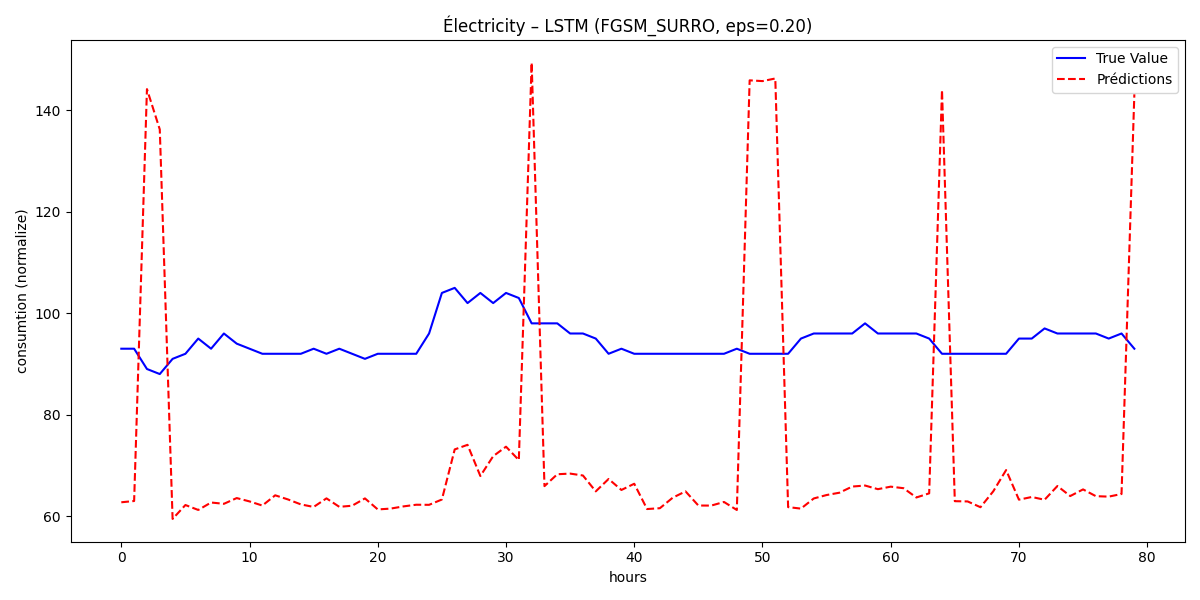 Électricity – LSTM (FGSM_SURRO, eps=0.20)
True Value
Prédictions
consumtion (normalize)
140
120
100
80
60
0 10 20 30 40 50 60 70 80
hours